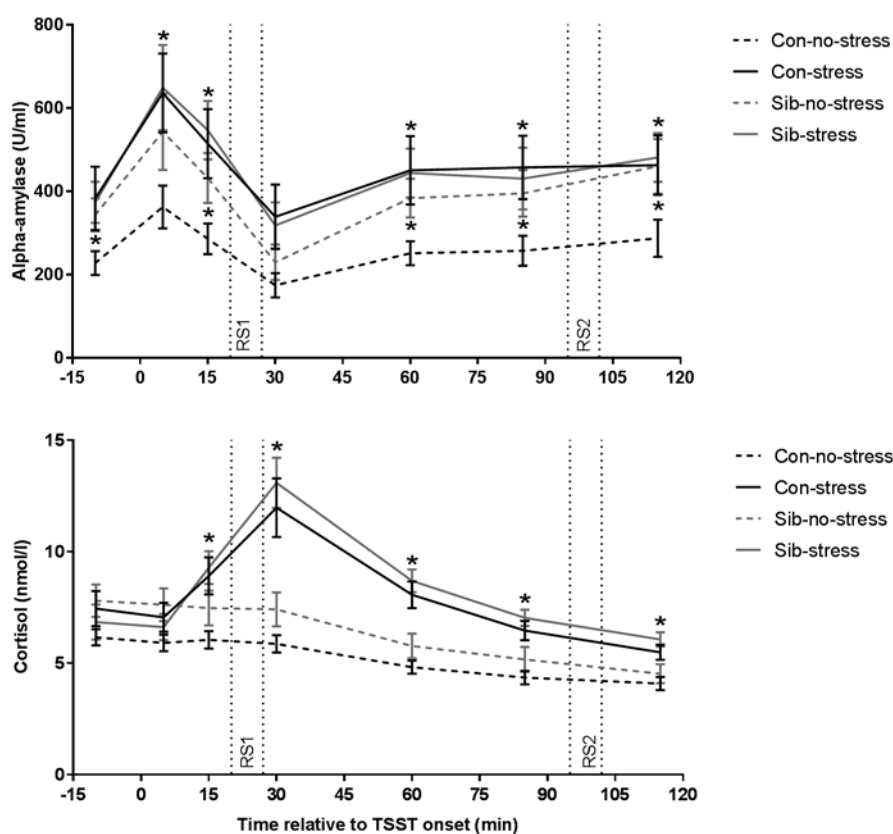 800
600
400
200
0
Alpha-amylase (U/ml)
* * * * * *
* * * * *
RS1
RS2
-15 0 15 30 45 60 75 90 105 120
Con-no-stress
Con-stress
Sib-no-stress
Sib-stress
15
10
5
0
Cortisol (nmol/l)
* * * * *
RS1
RS2
-15 0 15 30 45 60 75 90 105 120
Time relative to TSST onset (min)
Con-no-stress
Con-stress
Sib-no-stress
Sib-stress